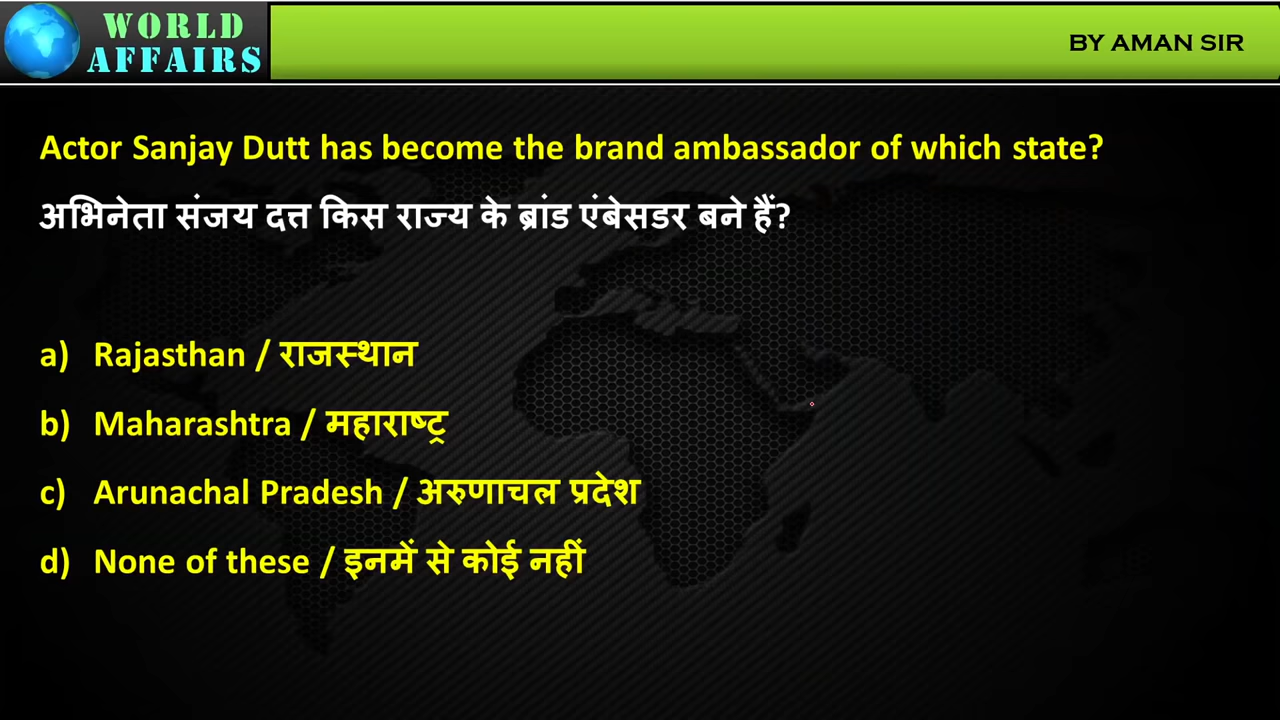 WORLD
AFFAIRS
BY AMAN SIR
Actor Sanjay Dutt has become the brand ambassador of which state?
अभिनेता संजय दत्त किस राज्य के ब्रांड एंबेसडर बने हैं?
a) Rajasthan / राजस्थान
b) Maharashtra / महाराष्ट्र
c) Arunachal Pradesh / अरुणाचल प्रदेश
d) None of these / इनमें से कोई नहीं